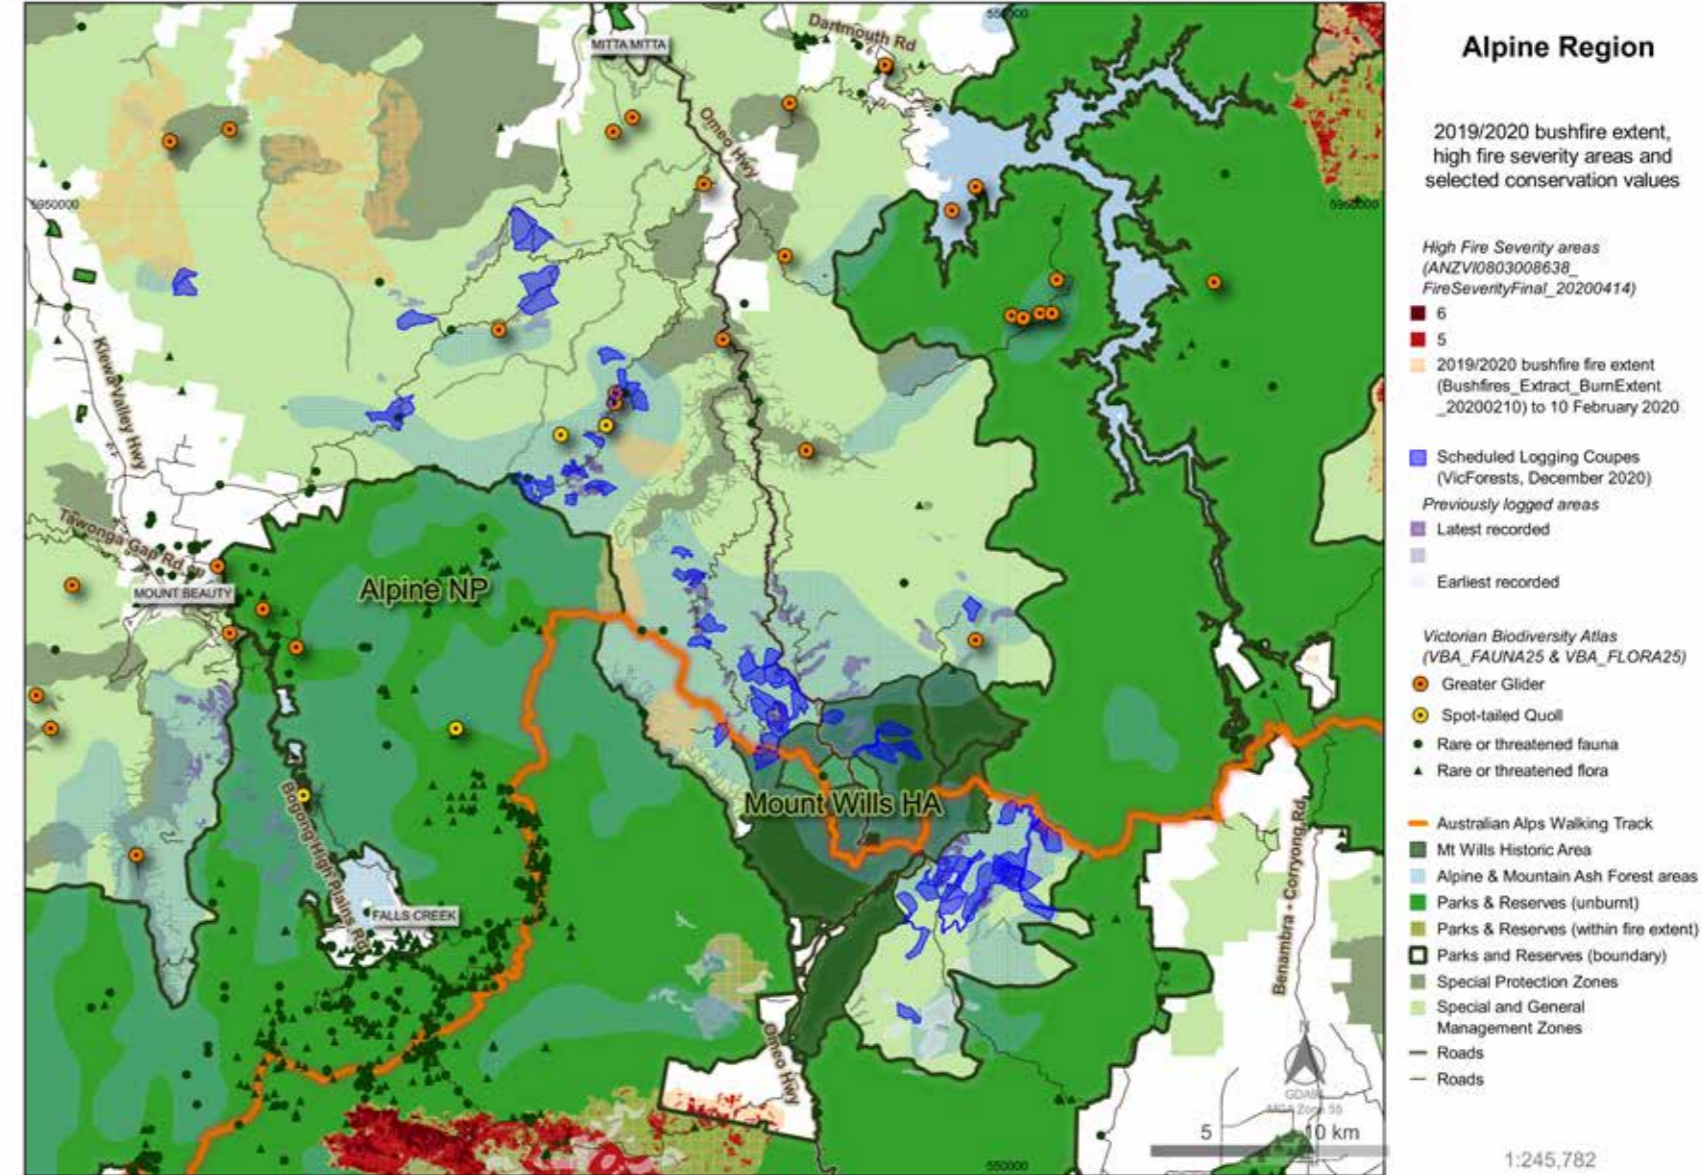 Alpine Region
2019/2020 bushfire extent,
high fire severity areas and
selected conservation values
High Fire Severity areas
(ANZVI0803008638_
FireSeverityFinal_20200414)
6
5
2019/2020 bushfire fire extent
(Bushfires_Extract_BurnExtent
_20200210) to 10 February 2020
Scheduled Logging Coupes
(VicForests, December 2020)
Previously logged areas
Latest recorded
Earliest recorded
Victorian Biodiversity Atlas
(VBA_FAUNA25 & VBA_FLORA25)
Greater Glider
Spot-tailed Quoll
Rare or threatened fauna
Rare or threatened flora
Australian Alps Walking Track
Mt Wills Historic Area
Alpine & Mountain Ash Forest areas
Parks & Reserves (unburnt)
Parks & Reserves (within fire extent)
Parks and Reserves (boundary)
Special Protection Zones
Special and General
Management Zones
Roads
Roads
1:245,782
MITTA MITTA
Dartmouth Rd
550000
Omeo Hwy
5950000
5950000
Kiewa Valley Hwy
Tawonga Gap Rd
MOUNT BEAUTY
Alpine NP
Mount Wills HA
Bogong High Plains Rd
FALLS CREEK
Omeo Hwy
Benambra - Corryong Rd
N
GDA94
MGA Zone 55
5
10 km
550000